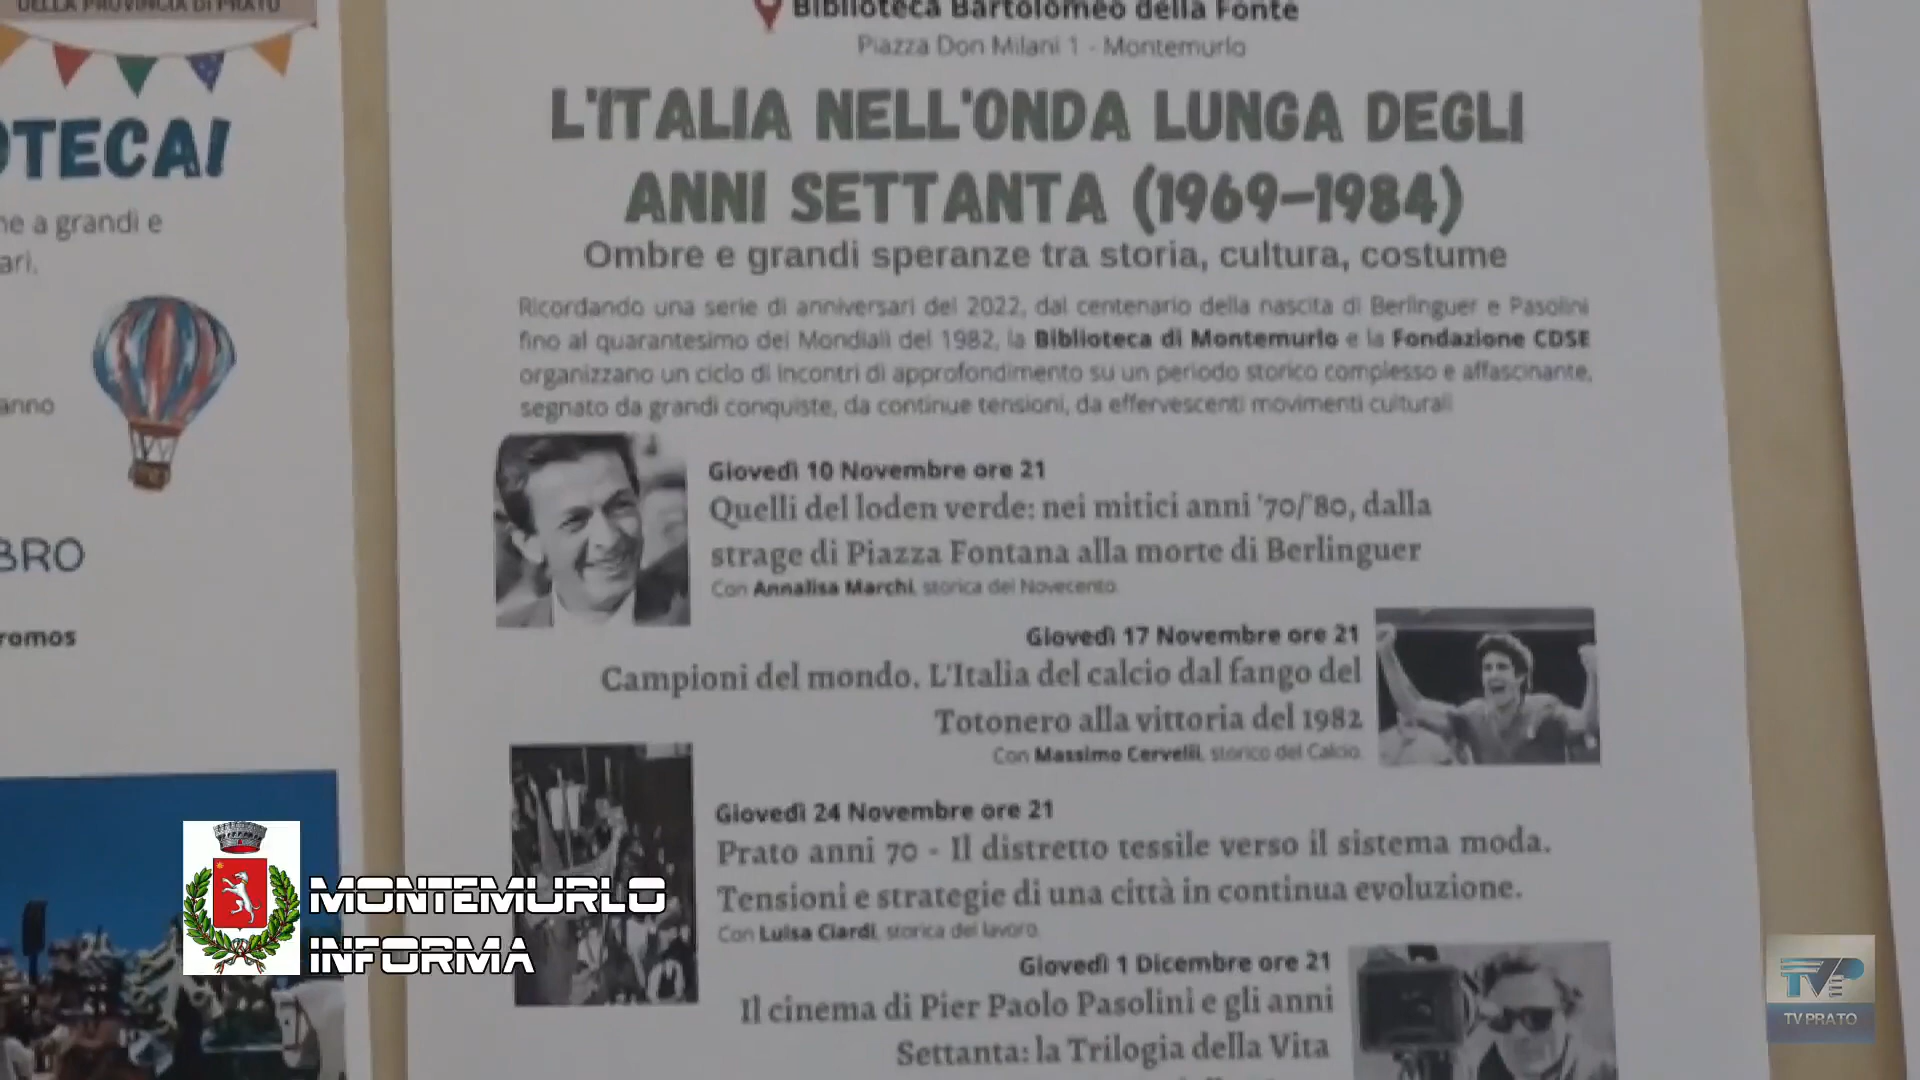 DELLA PROVINCIA DI PRATO
OTECA!
ne a grandi e
ari.
anno
BRO
romos
Biblioteca Bartolomeo della Fonte
Piazza Don Milani 1 - Montemurlo
L'ITALIA NELL'ONDA LUNGA DEGLI
ANNI SETTANTA (1969–1984)
Ombre e grandi speranze tra storia, cultura, costume
Ricordando una serie di anniversari del 2022, dal centenario della nascita di Berlinguer e Pasolini
fino al quarantesimo dei Mondiali del 1982, la Biblioteca di Montemurlo e la Fondazione CDSE
organizzano un ciclo di incontri di approfondimento su un periodo storico complesso e affascinante,
segnato da grandi conquiste, da continue tensioni, da effervescenti movimenti culturali
Giovedì 10 Novembre ore 21
Quelli del loden verde: nei mitici anni '70/'80, dalla
strage di Piazza Fontana alla morte di Berlinguer
Con Annalisa Marchi, storica del Novecento.
Giovedì 17 Novembre ore 21
Campioni del mondo. L'Italia del calcio dal fango del
Totonero alla vittoria del 1982
Con Massimo Cervelli, storico del Calcio.
Giovedì 24 Novembre ore 21
Prato anni 70 - Il distretto tessile verso il sistema moda.
Tensioni e strategie di una città in continua evoluzione.
Con Luisa Ciardi, storica del lavoro.
Giovedì 1 Dicembre ore 21
Il cinema di Pier Paolo Pasolini e gli anni
Settanta: la Trilogia della Vita
MONTEMURLO
INFORMA
TVP
TV PRATO